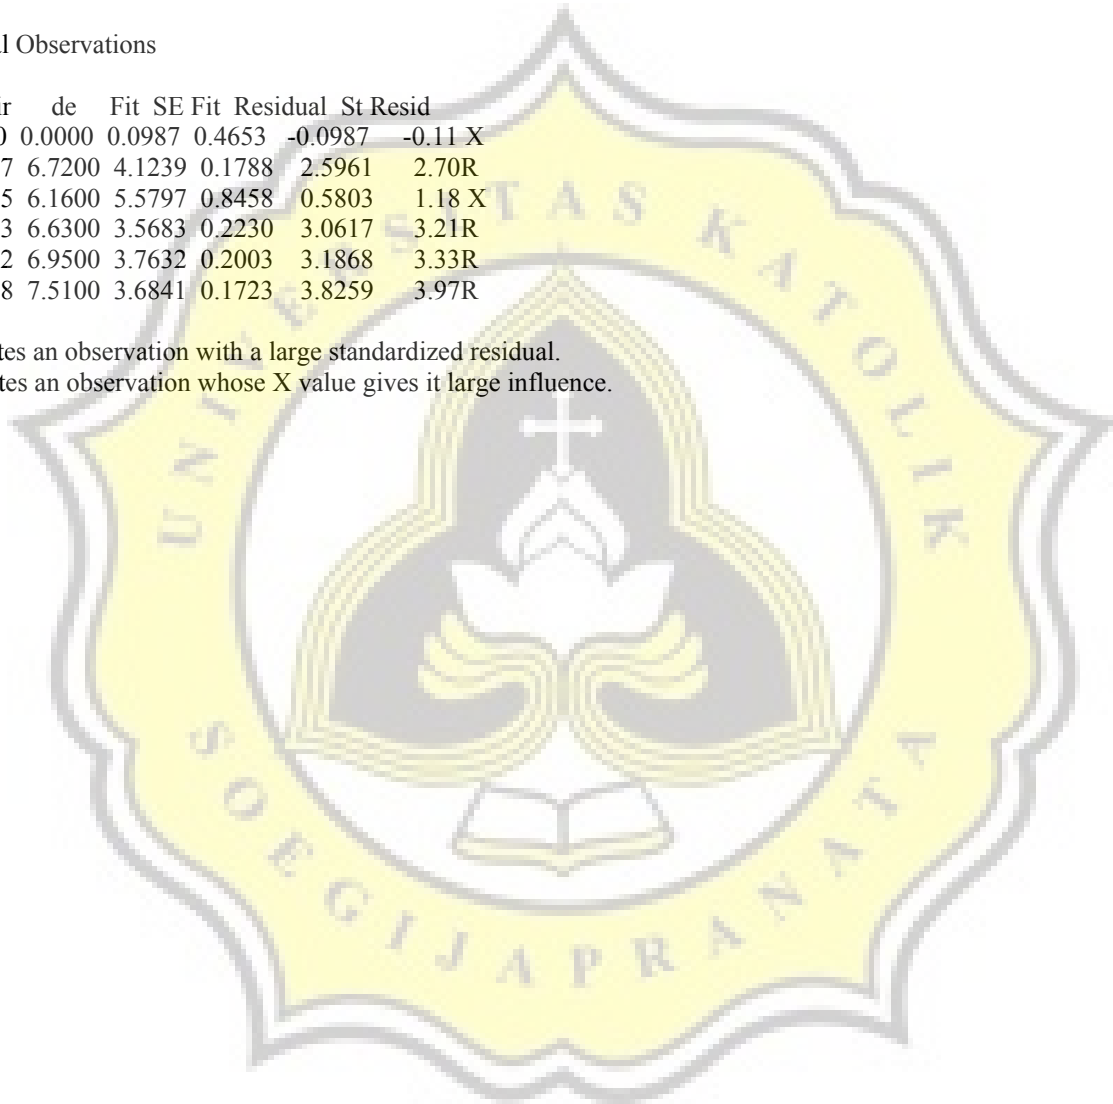 l Observations
ir de Fit SE Fit Residual St Resid
0 0.0000 0.0987 0.4653 -0.0987 -0.11 X
7 6.7200 4.1239 0.1788 2.5961 2.70R
5 6.1600 5.5797 0.8458 0.5803 1.18 X
3 6.6300 3.5683 0.2230 3.0617 3.21R
2 6.9500 3.7632 0.2003 3.1868 3.33R
8 7.5100 3.6841 0.1723 3.8259 3.97R
tes an observation with a large standardized residual.
tes an observation whose X value gives it large influence.
UNIVERSITAS KATOLIK
SOEGIJAPRANATA